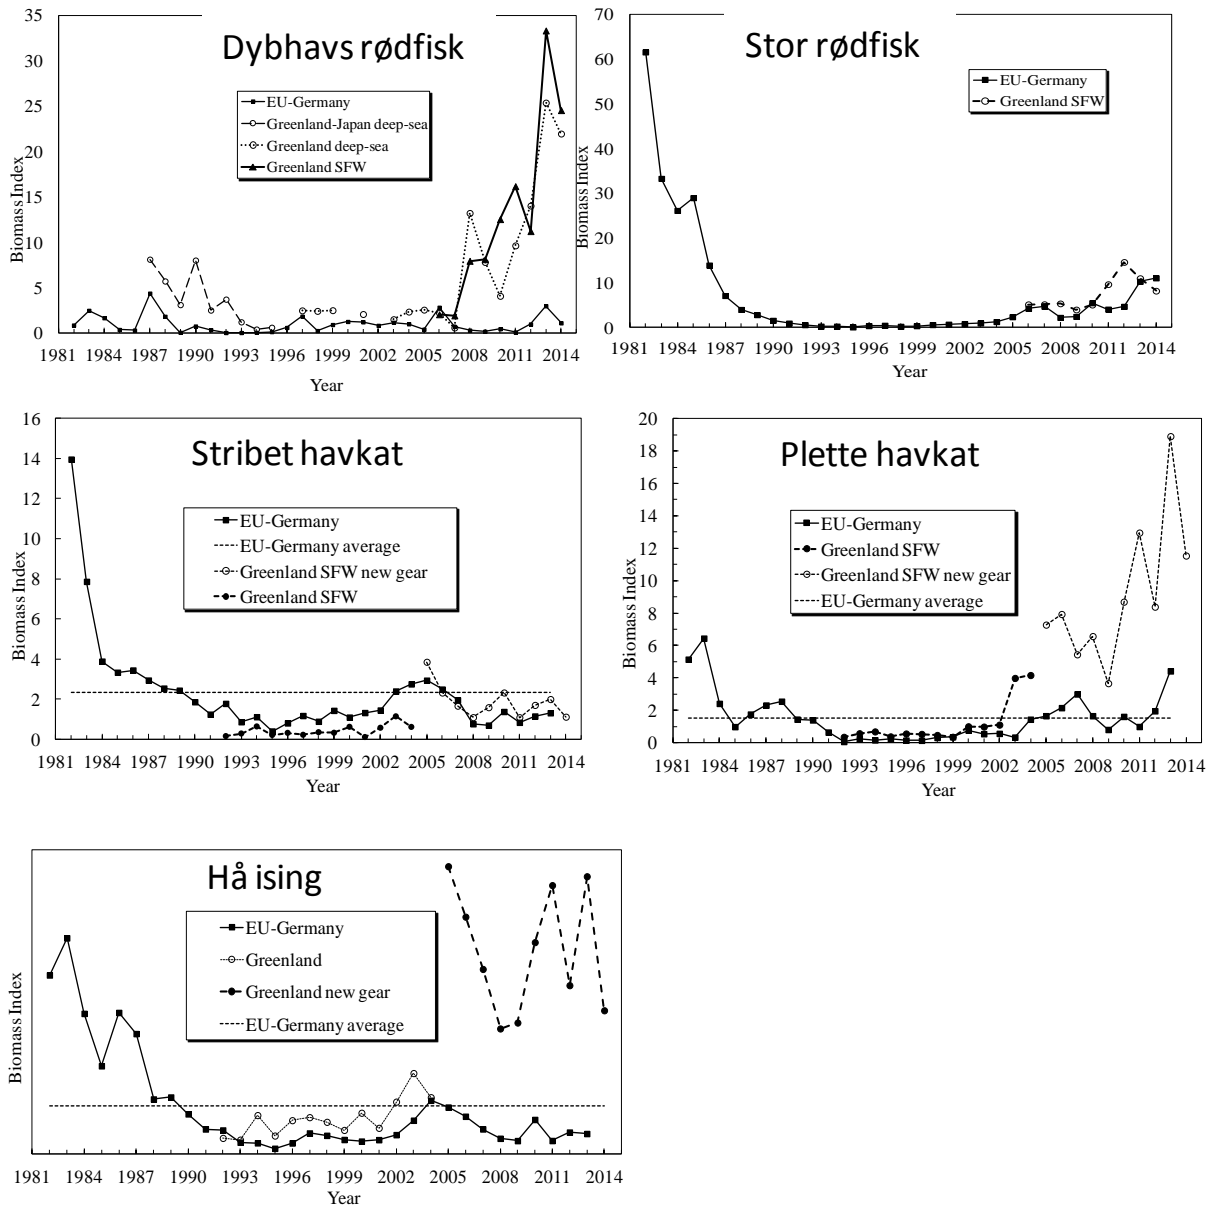 Dybhavs rødfisk
EU-Germany
Greenland-Japan deep-sea
Greenland deep-sea
Greenland SFW
Biomass Index
35
30
25
20
15
10
5
0
1981 1984 1987 1990 1993 1996 1999 2002 2005 2008 2011 2014
Year
Stor rødfisk
EU-Germany
Greenland SFW
Biomass Index
70
60
50
40
30
20
10
0
1981 1984 1987 1990 1993 1996 1999 2002 2005 2008 2011 2014
Year
Stribet havkat
EU-Germany
EU-Germany average
Greenland SFW new gear
Greenland SFW
Biomass Index
16
14
12
10
8
6
4
2
0
1981 1984 1987 1990 1993 1996 1999 2002 2005 2008 2011 2014
Year
Plette havkat
EU-Germany
Greenland SFW
Greenland SFW new gear
EU-Germany average
Biomass Index
20
18
16
14
12
10
8
6
4
2
0
1981 1984 1987 1990 1993 1996 1999 2002 2005 2008 2011 2014
Year
Hå ising
EU-Germany
Greenland
Greenland new gear
EU-Germany average
Biomass Index
1981 1984 1987 1990 1993 1996 1999 2002 2005 2008 2011 2014
Year